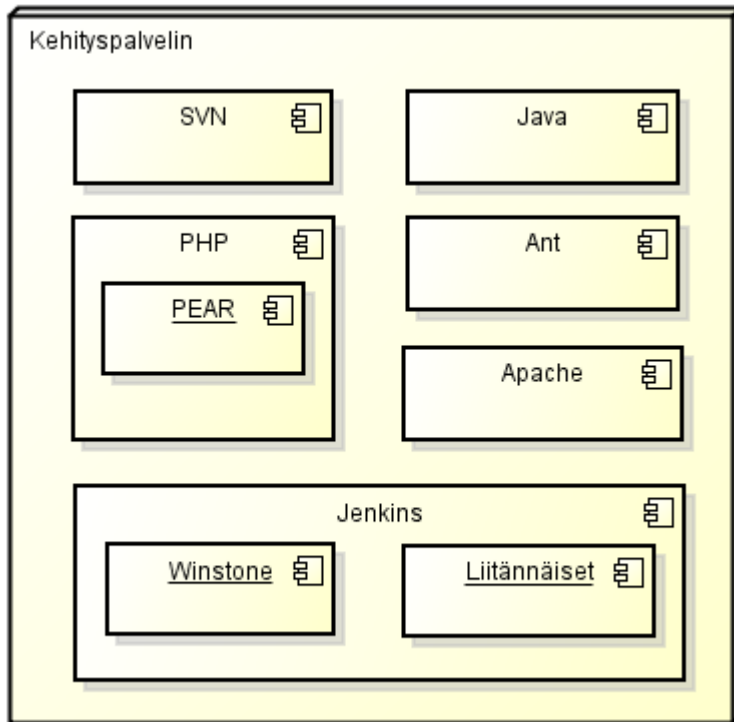 Kehityspalvelin
SVN
Java
PHP
Ant
PEAR
Apache
Jenkins
Winstone
Liitännäiset